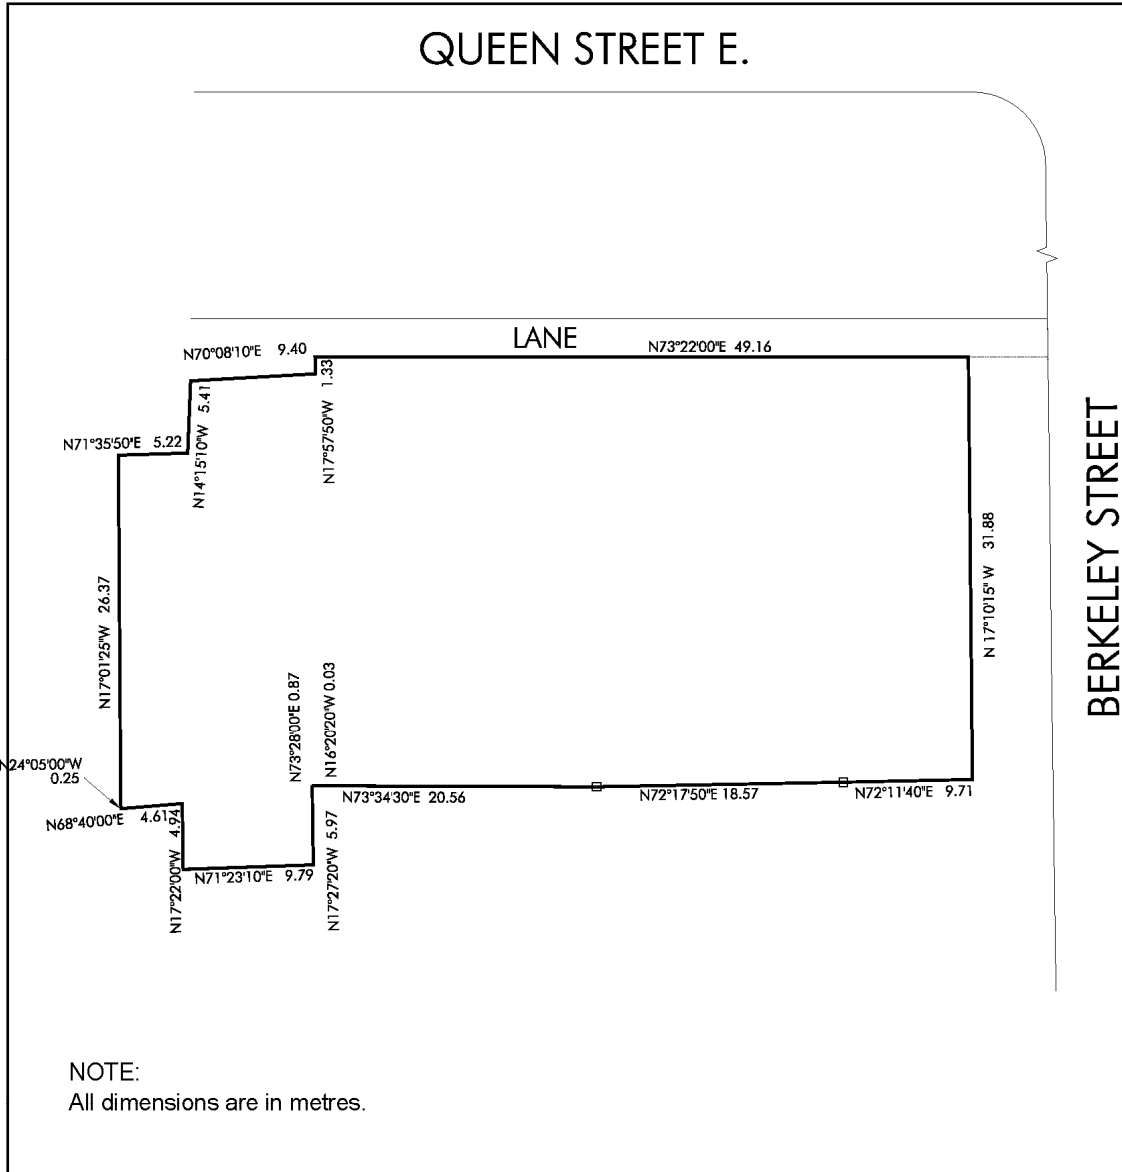 QUEEN STREET E.
LANE
N73°22'00"E 49.16
N70°08'10"E 9.40
N17°57'50"W 1.33
N14°15'10"W 5.41
N71°35'50"E 5.22
BERKELEY STREET
N 17°10'15" W 31.88
N17°01'25"W 26.37
N73°28'00"E 0.87
N16°20'20"W 0.03
N24°05'00"W
0.25
N68°40'00"E 4.61
N17°22'00"W 4.94
N71°23'10"E 9.79
N17°27'20"W 5.97
N73°34'30"E 20.56
N72°17'50"E 18.57
N72°11'40"E 9.71
NOTE:
All dimensions are in metres.